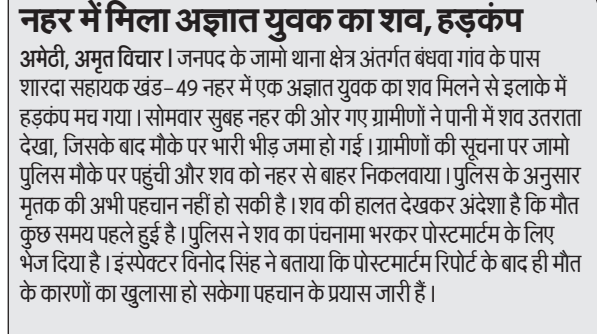 नहर में मिला अज्ञात युवक का शव, हड़कंप
अमेठी, अमृत विचार। जनपद के जामो थाना क्षेत्र अंतर्गत बंधवा गांव के पास
शारदा सहायक खंड-49 नहर में एक अज्ञात युवक का शव मिलने से इलाके में
हड़कंप मच गया। सोमवार सुबह नहर की ओर गए ग्रामीणों ने पानी में शव उतराता
देखा, जिसके बाद मौके पर भारी भीड़ जमा हो गई। ग्रामीणों की सूचना पर जामो
पुलिस मौके पर पहुंची और शव को नहर से बाहर निकलवाया। पुलिस के अनुसार
मृतक की अभी पहचान नहीं हो सकी है। शव की हालत देखकर अंदेशा है कि मौत
कुछ समय पहले हुई है। पुलिस ने शव का पंचनामा भरकर पोस्टमार्टम के लिए
भेज दिया है। इंस्पेक्टर विनोद सिंह ने बताया कि पोस्टमार्टम रिपोर्ट के बाद ही मौत
के कारणों का खुलासा हो सकेगा पहचान के प्रयास जारी हैं।